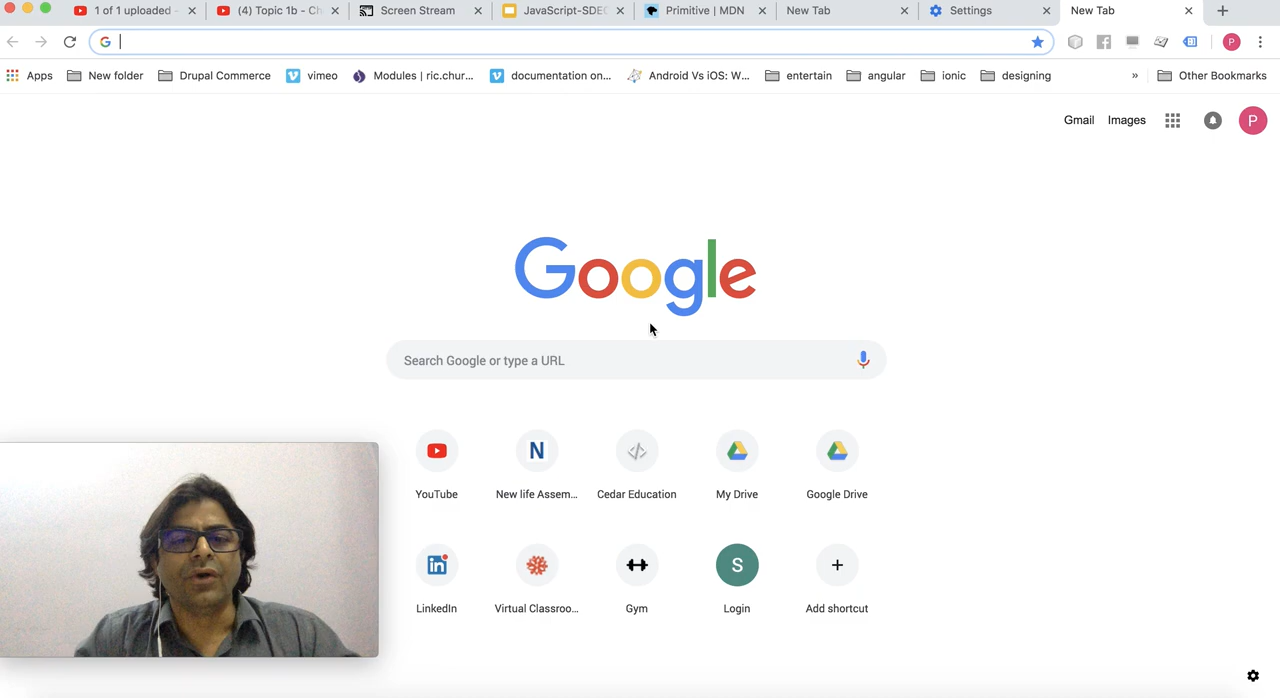 1 of 1 uploaded - (4) Topic 1b - Ch Screen Stream JavaScript-SDEC Primitive | MDN New Tab Settings New Tab
Apps New folder Drupal Commerce vimeo Modules | ric.chur... documentation on... Android Vs iOS: W... entertain angular ionic designing » Other Bookmarks
P
Gmail Images P
Google
Search Google or type a URL
N
YouTube New life Assem... Cedar Education My Drive Google Drive
in S
LinkedIn Virtual Classroo... Gym Login Add shortcut